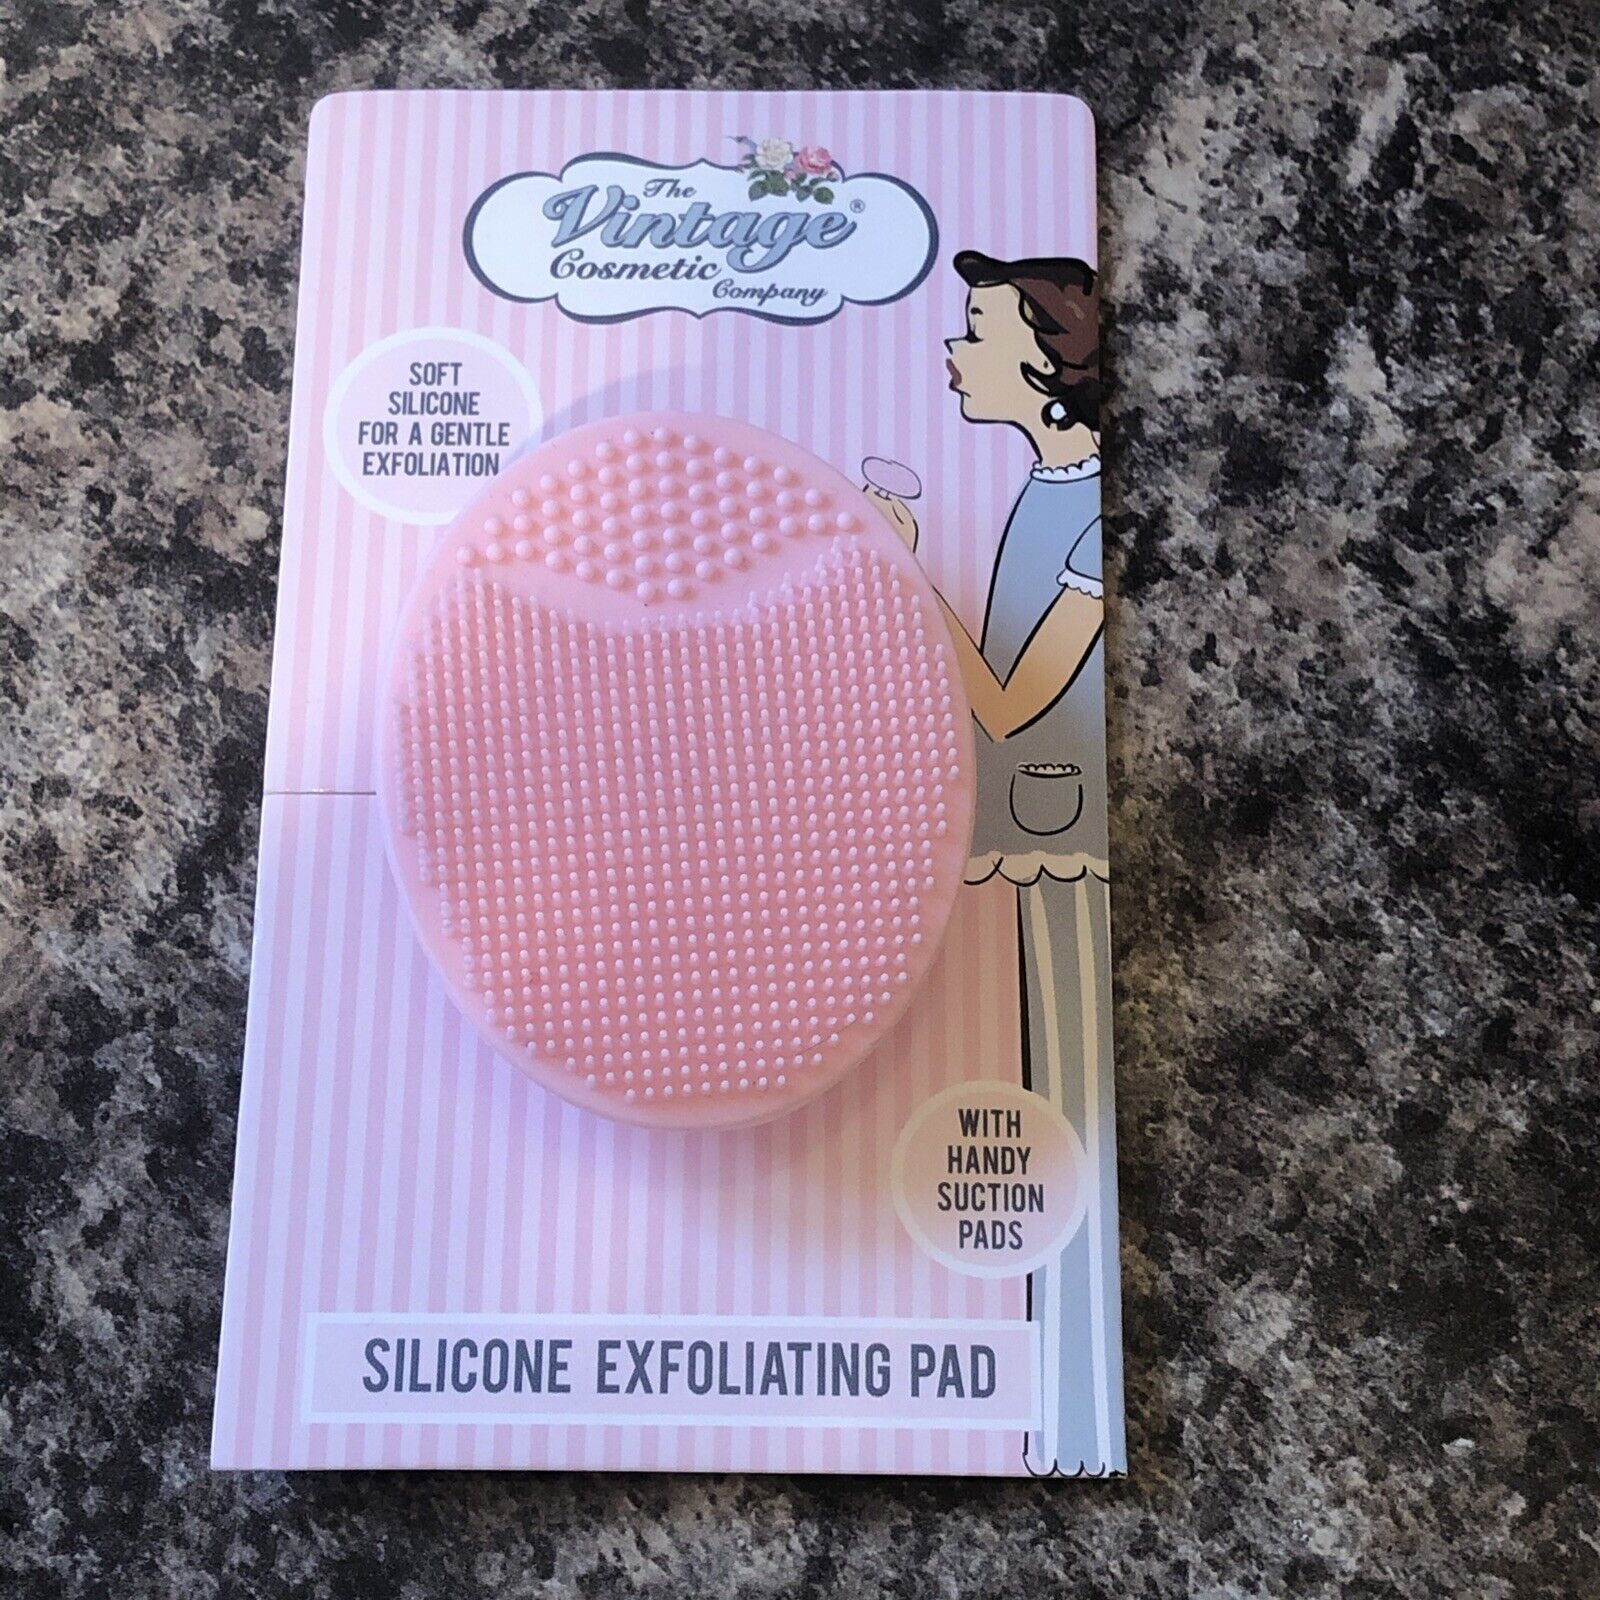 The
Vintage®
Cosmetic
Company
SOFT
SILICONE
FOR A GENTLE
EXFOLIATION
WITH
HANDY
SUCTION
PADS
SILICONE EXFOLIATING PAD